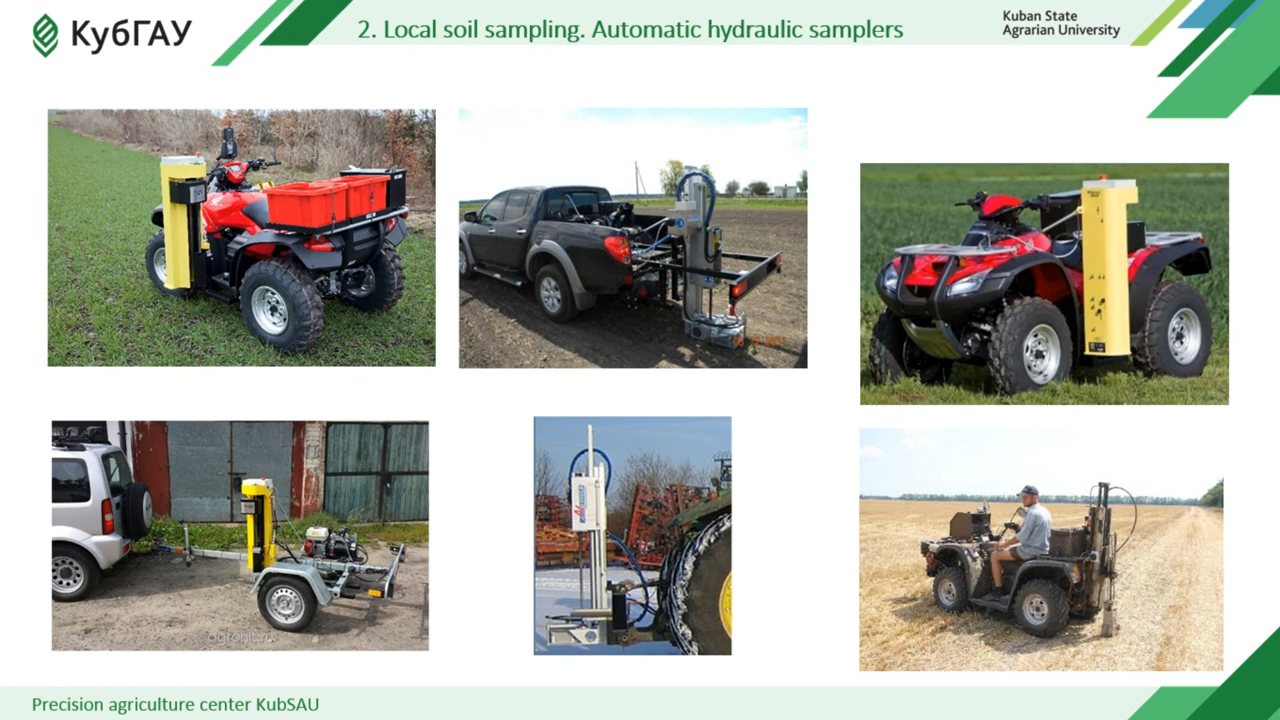 КубГАУ
2. Local soil sampling. Automatic hydraulic samplers
Kuban State
Agrarian University
agrohit.ru
Precision agriculture center KubSAU